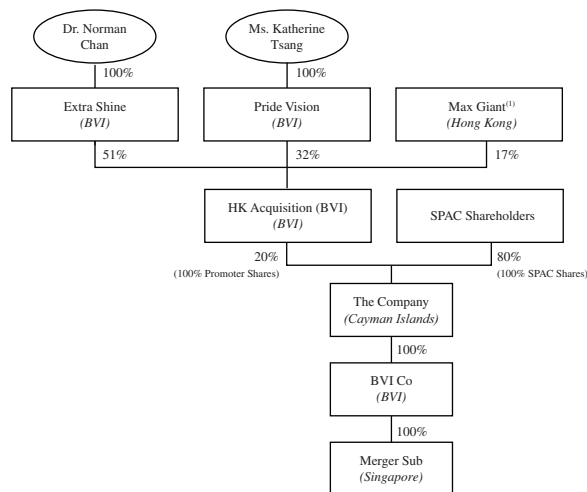 Dr. Norman
Chan
Ms. Katherine
Tsang
100%
100%
Extra Shine
(BVI)
Pride Vision
(BVI)
Max Giant(1)
(Hong Kong)
51%
32%
17%
HK Acquisition (BVI)
(BVI)
SPAC Shareholders
20%
(100% Promoter Shares)
80%
(100% SPAC Shares)
The Company
(Cayman Islands)
100%
BVI Co
(BVI)
100%
Merger Sub
(Singapore)